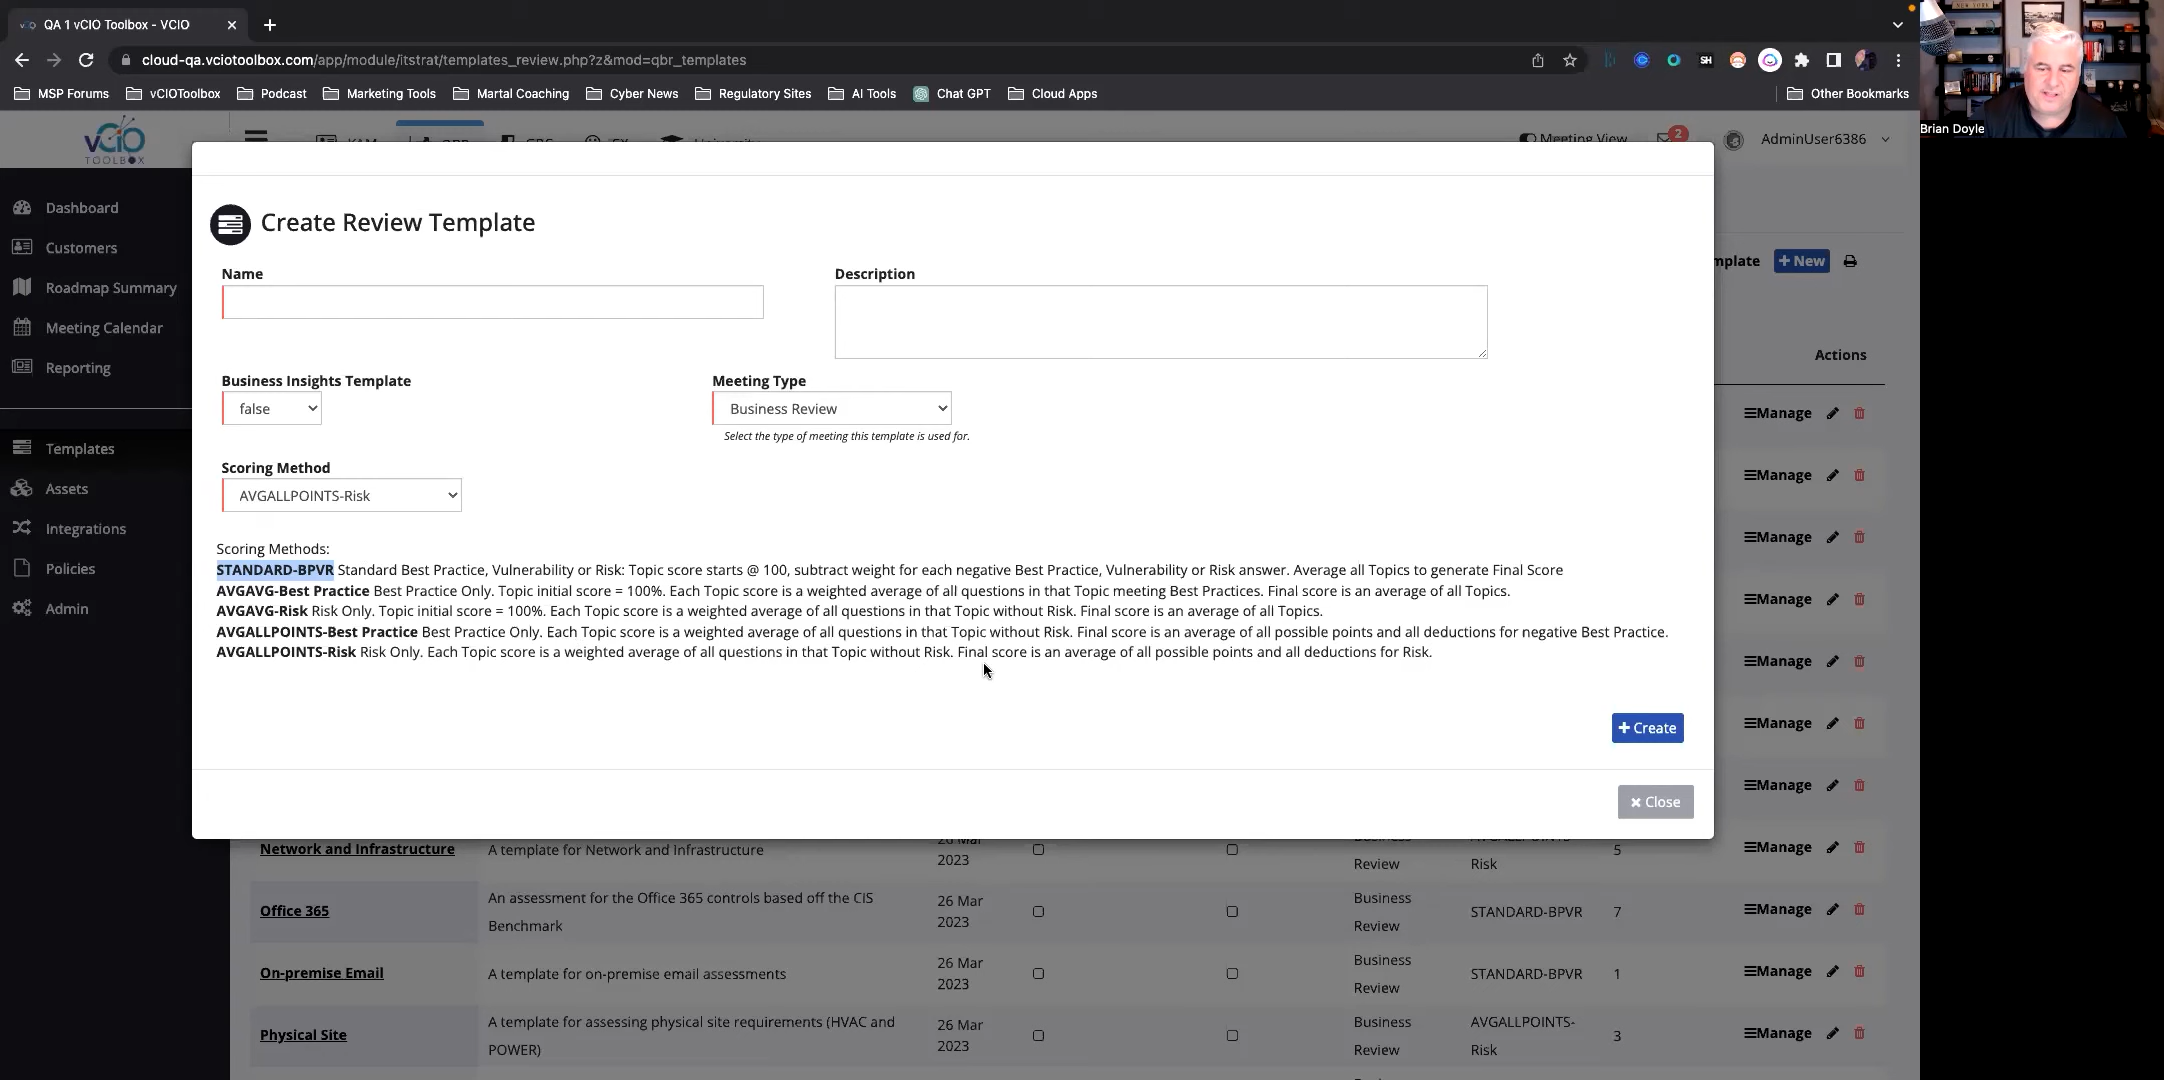 QA 1 vCIO Toolbox - VCIO
cloud-qa.vciotoolbox.com/app/module/itstrat/templates_review.php?z&mod=qbr_templates
MSP Forums
vCIOToolbox
Podcast
Marketing Tools
Martal Coaching
Cyber News
Regulatory Sites
AI Tools
Chat GPT
Cloud Apps
Other Bookmarks
NEW YORK
Brian Doyle
SH
vCIO
TOOLBOX
Meeting View
2
AdminUser6386
Dashboard
Customers
Roadmap Summary
Meeting Calendar
Reporting
Templates
Assets
Integrations
Policies
Admin
mplate
+ New
Actions
Create Review Template
Name
Description
Business Insights Template
false
Meeting Type
Business Review
Select the type of meeting this template is used for.
Scoring Method
AVGALLPOINTS-Risk
Scoring Methods:
STANDARD-BPVR Standard Best Practice, Vulnerability or Risk: Topic score starts @ 100, subtract weight for each negative Best Practice, Vulnerability or Risk answer. Average all Topics to generate Final Score
AVGAVG-Best Practice Best Practice Only. Topic initial score = 100%. Each Topic score is a weighted average of all questions in that Topic meeting Best Practices. Final score is an average of all Topics.
AVGAVG-Risk Risk Only. Topic initial score = 100%. Each Topic score is a weighted average of all questions in that Topic without Risk. Final score is an average of all Topics.
AVGALLPOINTS-Best Practice Best Practice Only. Each Topic score is a weighted average of all questions in that Topic without Risk. Final score is an average of all possible points and all deductions for negative Best Practice.
AVGALLPOINTS-Risk Risk Only. Each Topic score is a weighted average of all questions in that Topic without Risk. Final score is an average of all possible points and all deductions for Risk.
+ Create
Close
Manage
Manage
Manage
Manage
Manage
Manage
Manage
Network and Infrastructure
A template for Network and Infrastructure
26 Mar
2023
Review
Risk
5
Manage
Office 365
An assessment for the Office 365 controls based off the CIS
Benchmark
26 Mar
2023
Business
Review
STANDARD-BPVR
7
Manage
On-premise Email
A template for on-premise email assessments
26 Mar
2023
Business
Review
STANDARD-BPVR
1
Manage
Physical Site
A template for assessing physical site requirements (HVAC and
POWER)
26 Mar
2023
Business
Review
AVGALLPOINTS-
Risk
3
Manage